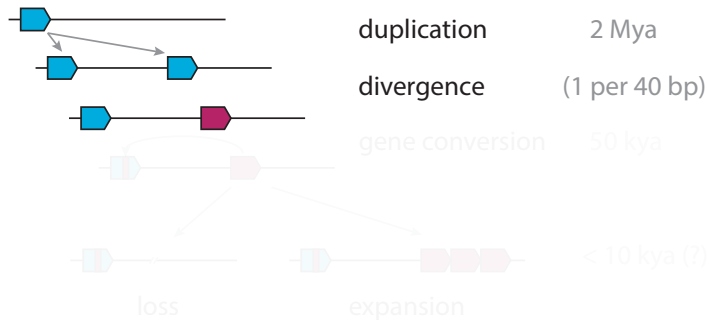 duplication 2 Mya
divergence (1 per 40 bp)
gene conversion 50 kya
< 10 kya (?)
loss expansion